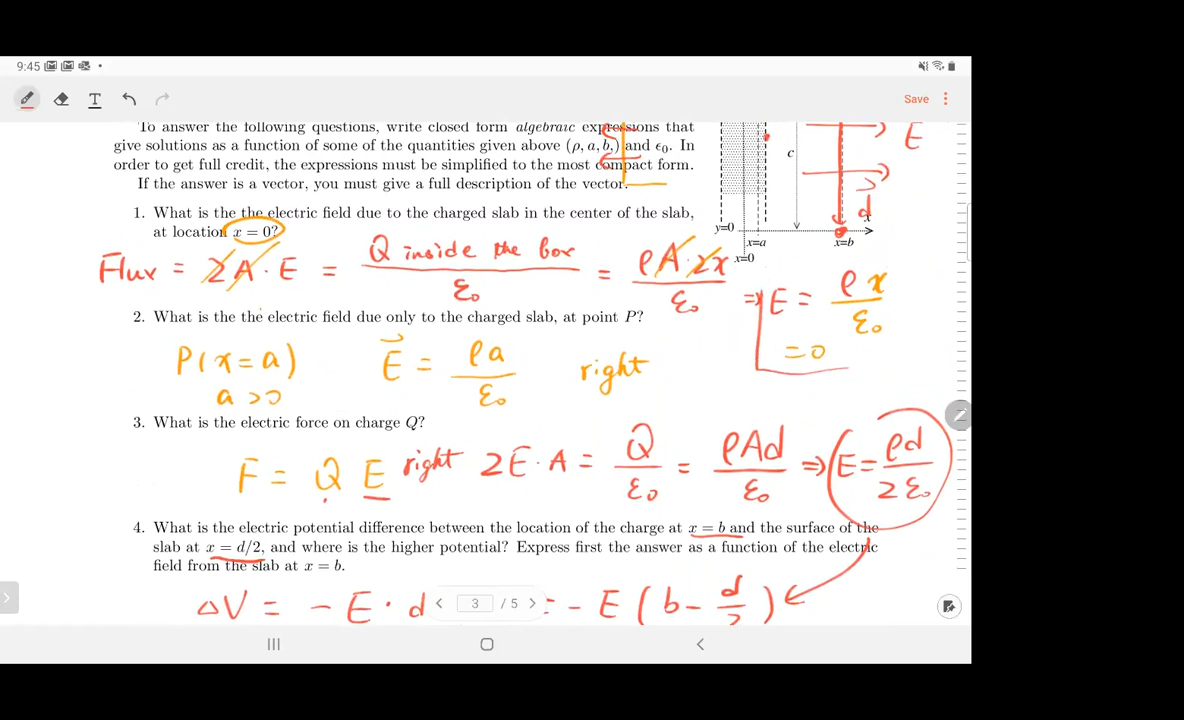 9:45
T Save
To answer the following questions, write closed form algebraic expressions that
give solutions as a function of some of the quantities given above (ρ, a, b,) and ϵ0. In
order to get full credit, the expressions must be simplified to the most compact form.
If the answer is a vector, you must give a full description of the vector.
E
c
d
x
y=0
x=a
x=b
x=0
1. What is the the electric field due to the charged slab in the center of the slab,
at location x = 0?
Flux = 2A · E = Q inside the box / ε₀ = ρA · 2x / ε₀ ⇒ E = ρx / ε₀
= 0
2. What is the the electric field due only to the charged slab, at point P?
P(x = a) E⃗ = ρa / ε₀ right
a > 0
3. What is the electric force on charge Q?
F = Q E right 2E · A = Q / ε₀ = ρAd / ε₀ ⇒ E = ρd / 2ε₀
4. What is the electric potential difference between the location of the charge at x = b and the surface of the
slab at x = d/2, and where is the higher potential? Express first the answer as a function of the electric
field from the slab at x = b.
ΔV = − E · d = − E (b − d/2)
< 3 / 5 >